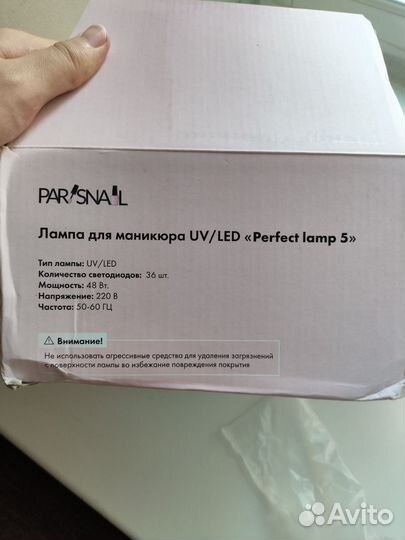 PARISNAIL
Лампа для маникюра UV/LED «Perfect lamp 5»
Тип лампы: UV/LED
Количество светодиодов: 36 шт.
Мощность: 48 Вт.
Напряжение: 220 В
Частота: 50-60 ГЦ
Внимание!
Не использовать агрессивные средства для удаления загрязнений
с поверхности лампы во избежание повреждения покрытия
Avito